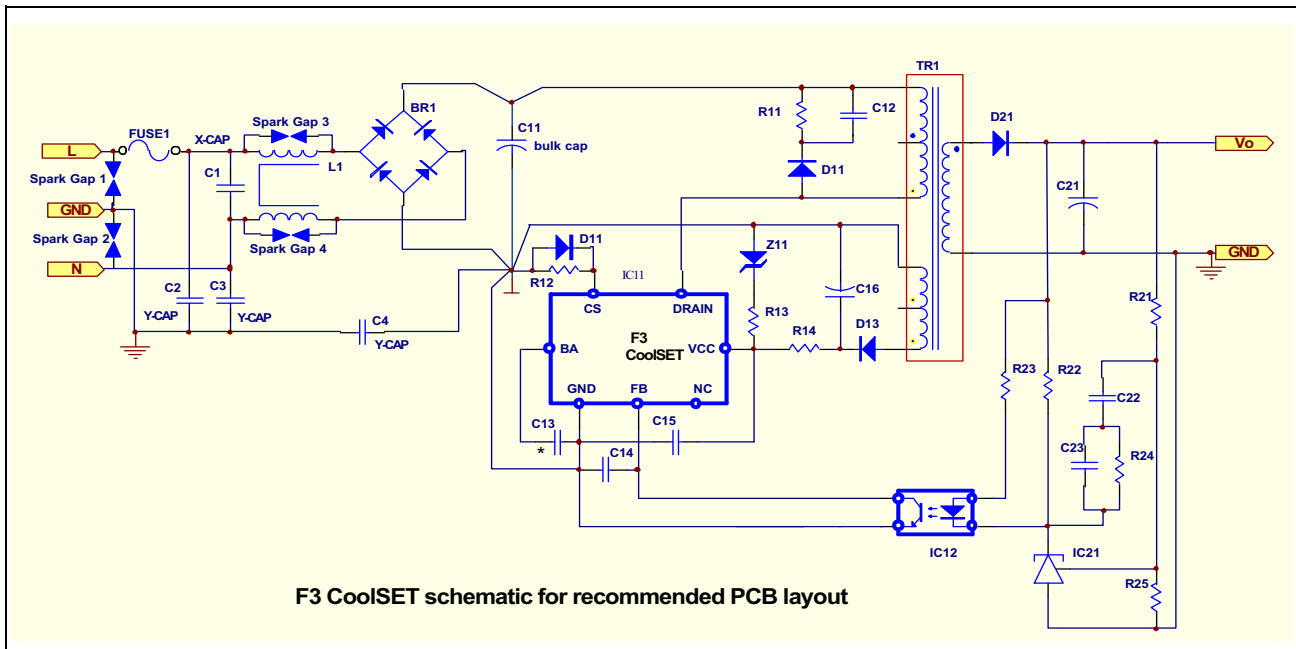 TR1
BR1
FUSE1
Spark Gap 3
X-CAP
R11
C12
C11
bulk cap
D21
L
L1
Vo
Spark Gap 1
C1
D11
C21
GND
Spark Gap 2
Spark Gap 4
D11
Z11
GND
N
R12
IC11
C2
C3
C16
R21
Y-CAP
Y-CAP
CS
DRAIN
R13
C4
Y-CAP
F3
CoolSET
R14
D13
BA
VCC
R23
R22
GND
FB
NC
C22
C13
*
C15
C23
R24
C14
IC12
IC21
R25
F3 CoolSET schematic for recommended PCB layout